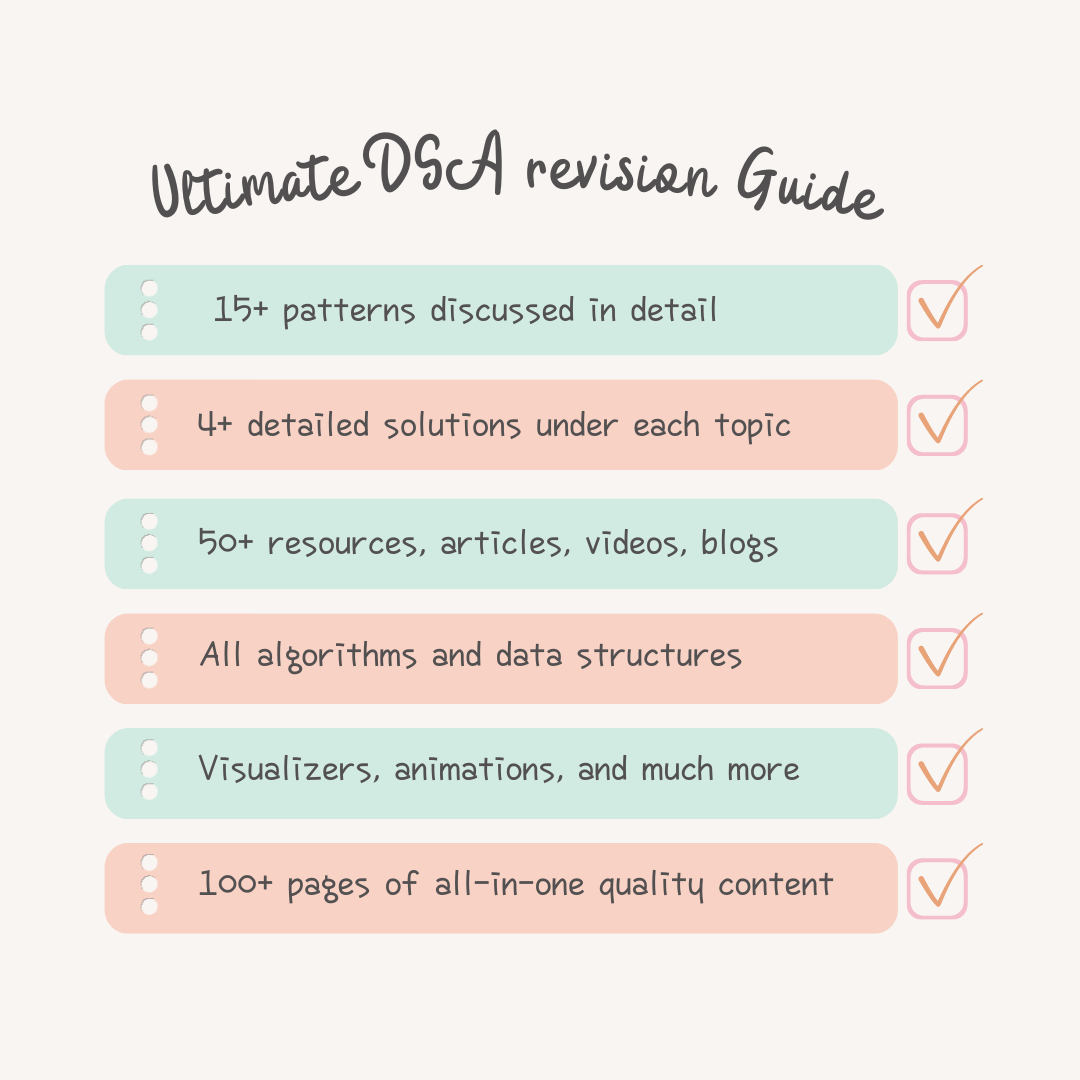 Ultimate DScA revision Guide
15+ patterns discussed in detail
4+ detailed solutions under each topic
50+ resources, articles, videos, blogs
All algorithms and data structures
Visualizers, animations, and much more
100+ pages of all-in-one quality content